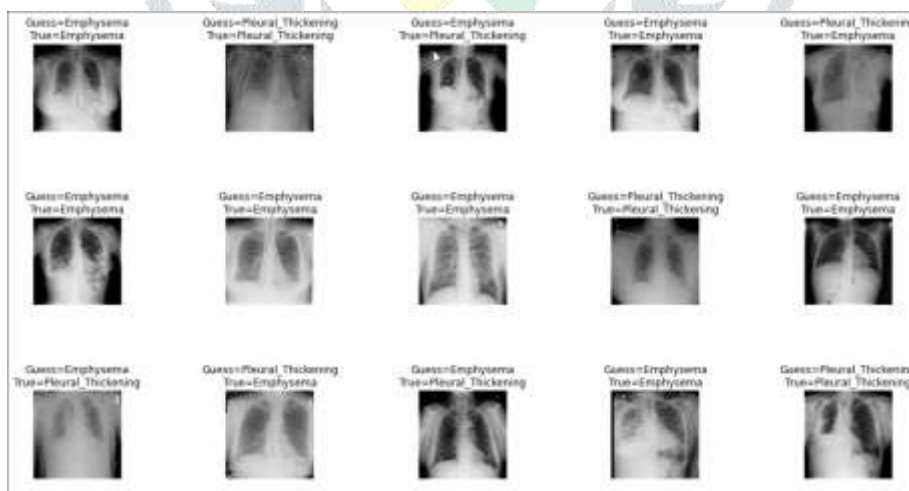 Guess=Emphysema
True=Emphysema
Guess=Pleural_Thickening
True=Pleural_Thickening
Guess=Emphysema
True=Pleural_Thickening
Guess=Emphysema
True=Emphysema
Guess=Pleural_Thickenin
True=Emphysema
Guess=Emphysema
True=Emphysema
Guess=Emphysema
True=Emphysema
Guess=Emphysema
True=Emphysema
Guess=Pleural_Thickening
True=Pleural_Thickening
Guess=Emphysema
True=Emphysema
Guess=Emphysema
True=Pleural_Thickening
Guess=Pleural_Thickening
True=Emphysema
Guess=Emphysema
True=Pleural_Thickening
Guess=Emphysema
True=Emphysema
Guess=Pleural_Thickenin
True=Pleural_Thickening